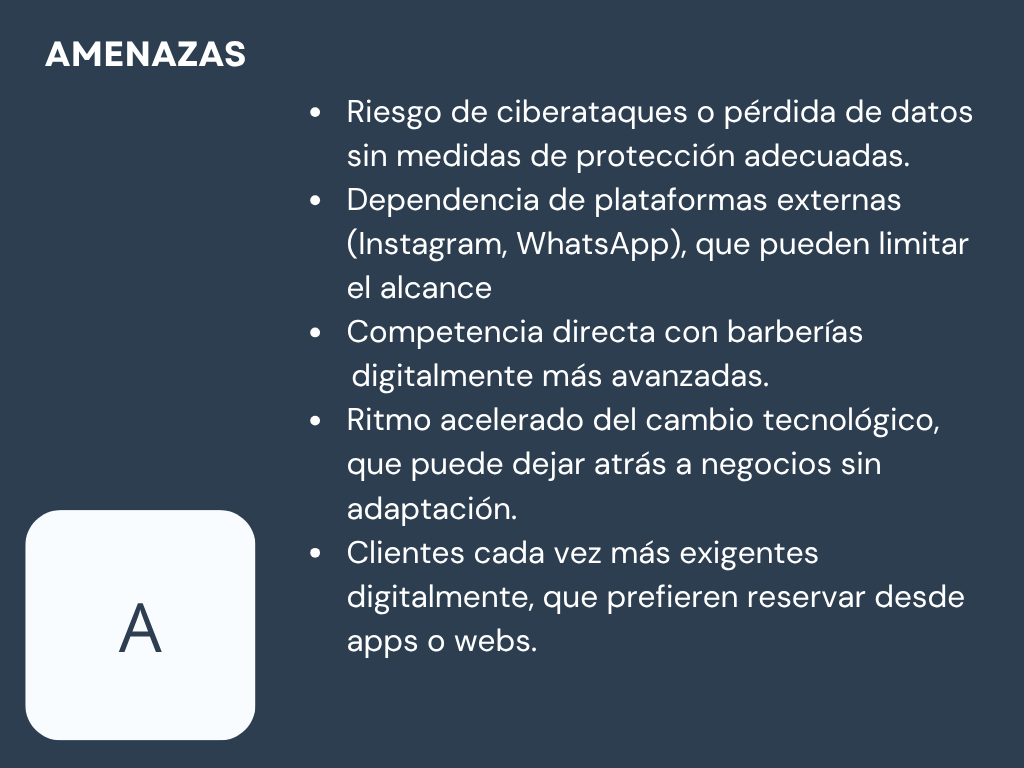 AMENAZAS
• Riesgo de ciberataques o pérdida de datos
sin medidas de protección adecuadas.
• Dependencia de plataformas externas
(Instagram, WhatsApp), que pueden limitar
el alcance
• Competencia directa con barberías
digitalmente más avanzadas.
• Ritmo acelerado del cambio tecnológico,
que puede dejar atrás a negocios sin
adaptación.
• Clientes cada vez más exigentes
digitalmente, que prefieren reservar desde
apps o webs.
A